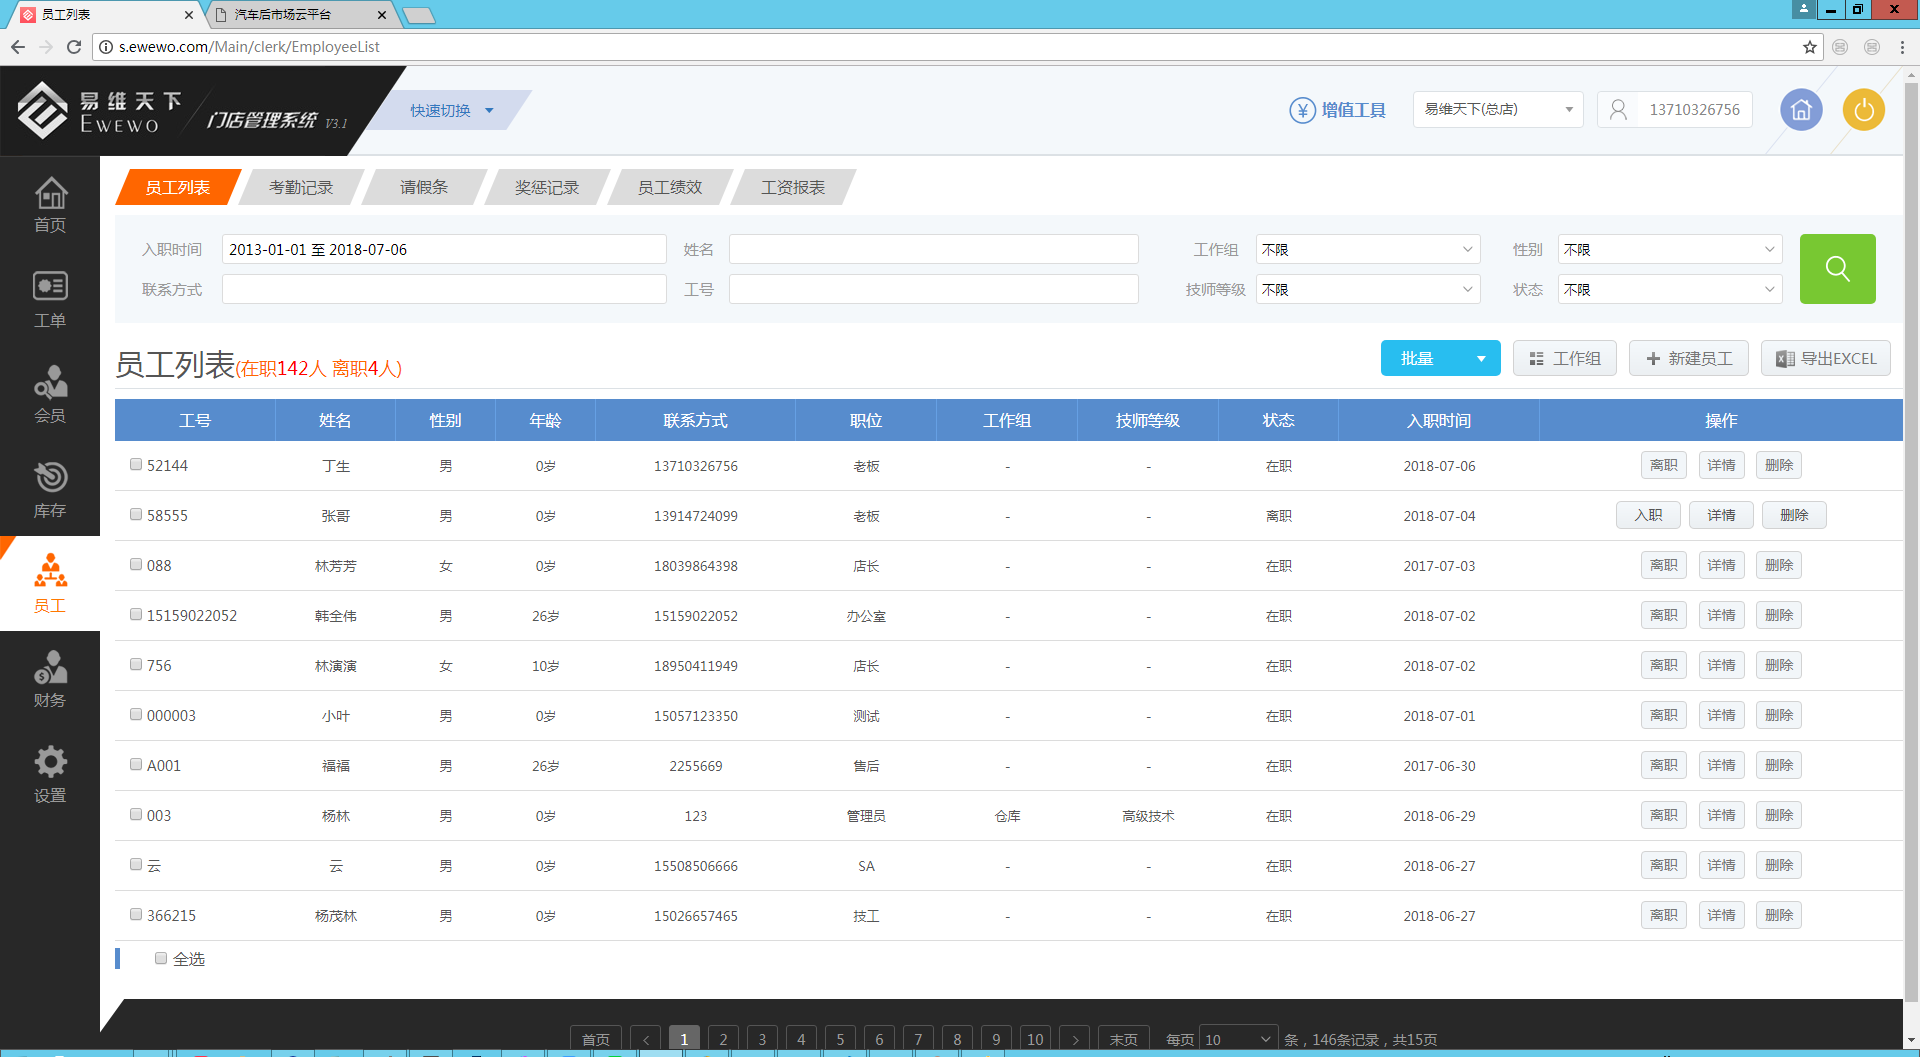 员工列表
汽车后市场云平台
s.ewewo.com/Main/clerk/EmployeeList
易维天下
EWEWO
门店管理系统 V3.1
快速切换
增值工具
易维天下(总店)
13710326756
首页
工单
会员
库存
员工
财务
设置
员工列表 考勤记录 请假条 奖惩记录 员工绩效 工资报表
入职时间 2013-01-01 至 2018-07-06 姓名 工作组 不限 性别 不限
联系方式 工号 技师等级 不限 状态 不限
员工列表(在职142人 离职4人)
批量 工作组 新建员工 导出EXCEL
工号 姓名 性别 年龄 联系方式 职位 工作组 技师等级 状态 入职时间 操作
52144 丁生 男 0岁 13710326756 老板 - - 在职 2018-07-06 离职 详情 删除
58555 张哥 男 0岁 13914724099 老板 - - 离职 2018-07-04 入职 详情 删除
088 林芳芳 女 0岁 18039864398 店长 - - 在职 2017-07-03 离职 详情 删除
15159022052 韩全伟 男 26岁 15159022052 办公室 - - 在职 2018-07-02 离职 详情 删除
756 林演演 女 10岁 18950411949 店长 - - 在职 2018-07-02 离职 详情 删除
000003 小叶 男 0岁 15057123350 测试 - - 在职 2018-07-01 离职 详情 删除
A001 福福 男 26岁 2255669 售后 - - 在职 2017-06-30 离职 详情 删除
003 杨林 男 0岁 123 管理员 仓库 高级技术 在职 2018-06-29 离职 详情 删除
云 云 男 0岁 15508506666 SA - - 在职 2018-06-27 离职 详情 删除
366215 杨茂林 男 0岁 15026657465 技工 - - 在职 2018-06-27 离职 详情 删除
全选
首页 < 1 2 3 4 5 6 7 8 9 10 > 末页 每页 10 条，146条记录，共15页